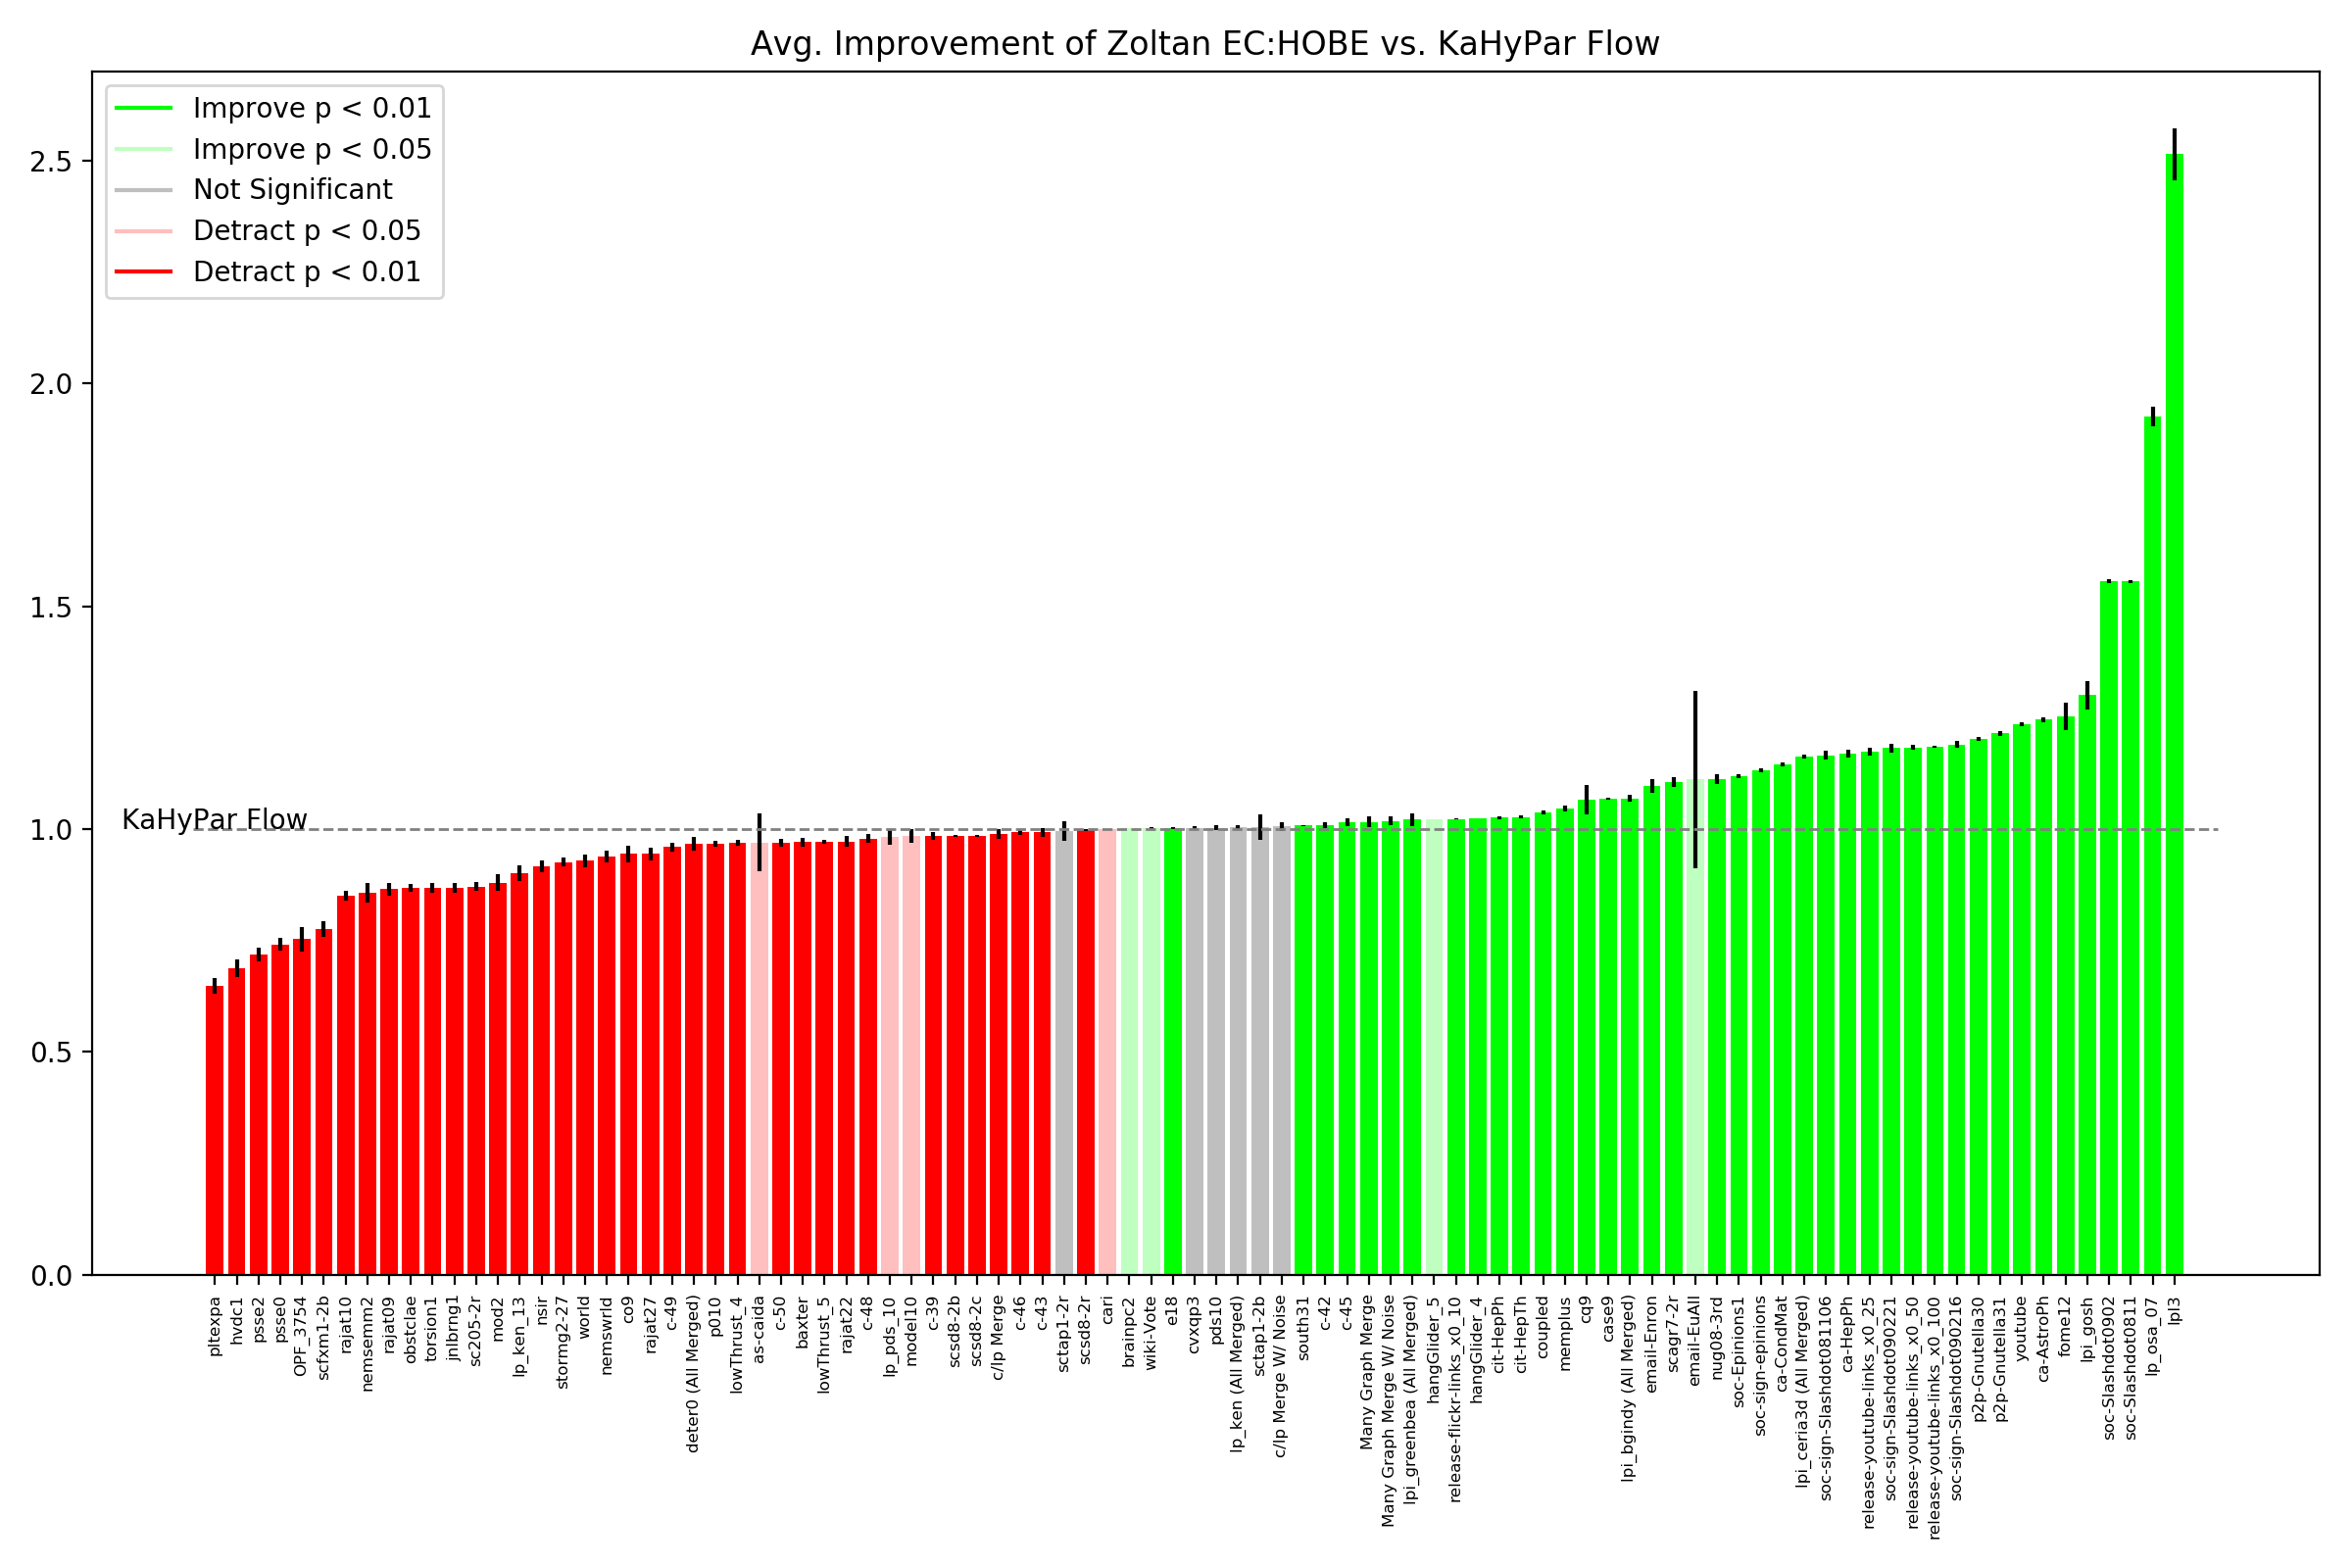 Avg. Improvement of Zoltan EC:HOBE vs. KaHyPar Flow
Improve p < 0.01
Improve p < 0.05
Not Significant
Detract p < 0.05
Detract p < 0.01
2.5
2.0
1.5
1.0
0.5
0.0
KaHyPar Flow
pltexpa
hvdc1
psse2
psse0
OPF_3754
scfxm1-2b
rajat10
nemsemm2
rajat09
obstclae
torsion1
jnlbrng1
sc205-2r
mod2
lp_ken_13
nsir
stormg2-27
world
nemswrld
co9
rajat27
c-49
deter0 (All Merged)
p010
lowThrust_4
as-caida
c-50
baxter
lowThrust_5
rajat22
c-48
lp_pds_10
model10
c-39
scsd8-2b
scsd8-2c
c/lp Merge
c-46
c-43
sctap1-2r
scsd8-2r
cari
brainpc2
wiki-Vote
e18
cvxqp3
pds10
lp_ken (All Merged)
sctap1-2b
c/lp Merge W/ Noise
south31
c-42
c-45
Many Graph Merge
Many Graph Merge W/ Noise
lpi_greenbea (All Merged)
hangGlider_5
release-flickr-links_x0_10
hangGlider_4
cit-HepPh
cit-HepTh
coupled
memplus
cq9
case9
lpi_bgindy (All Merged)
email-Enron
scagr7-2r
email-EuAll
nug08-3rd
soc-Epinions1
soc-sign-epinions
ca-CondMat
lpi_ceria3d (All Merged)
soc-sign-Slashdot081106
ca-HepPh
release-youtube-links_x0_25
soc-sign-Slashdot090221
release-youtube-links_x0_50
release-youtube-links_x0_100
soc-sign-Slashdot090216
p2p-Gnutella30
p2p-Gnutella31
youtube
ca-AstroPh
fome12
lpi_gosh
soc-Slashdot0902
soc-Slashdot0811
lp_osa_07
lpl3